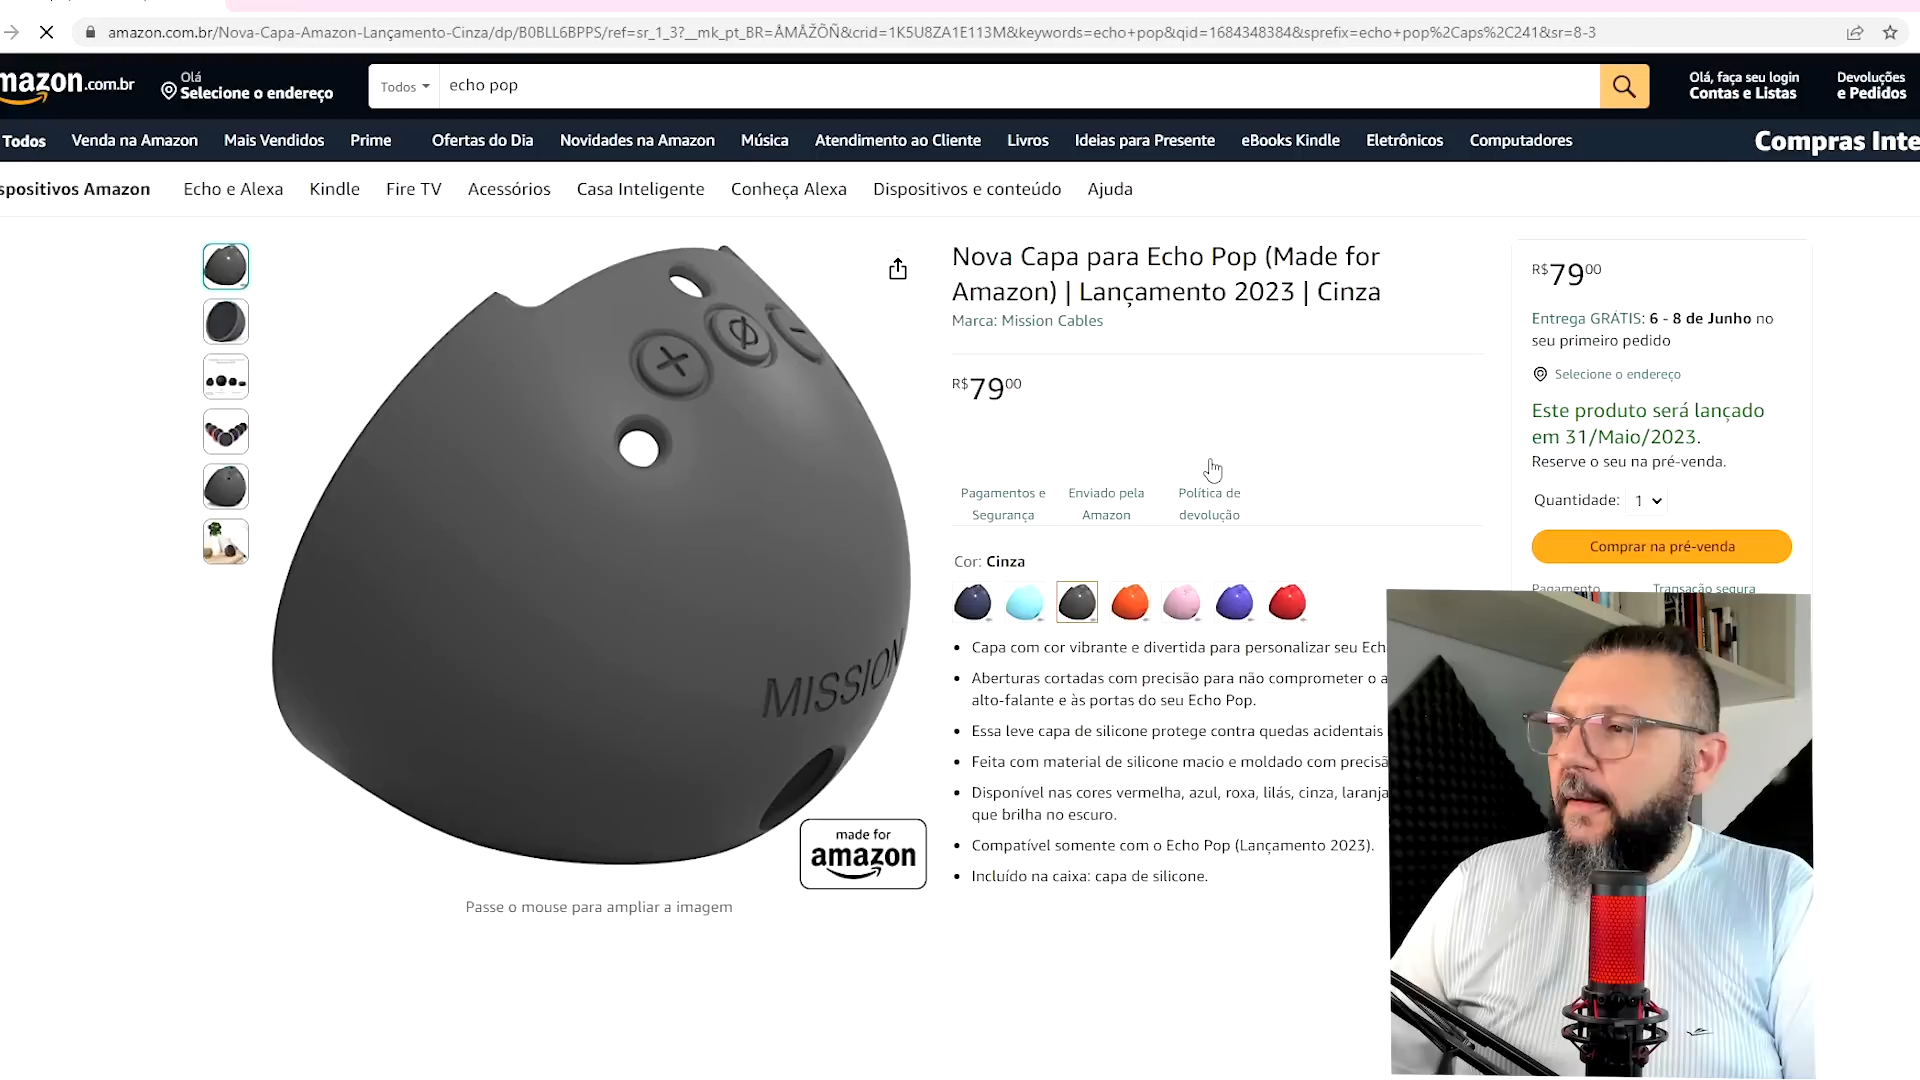 amazon.com.br/Nova-Capa-Amazon-Lançamento-Cinza/dp/B0BLL6BPPS/ref=sr_1_3?__mk_pt_BR=ÅMÅŽÕÑ&crid=1K5U8ZA1E113M&keywords=echo+pop&qid=1684348384&sprefix=echo+pop%2Caps%2C241&sr=8-3
mazon.com.br
Olá
Selecione o endereço
Todos
echo pop
Olá, faça seu login
Contas e Listas
Devoluções
e Pedidos
Todos
Venda na Amazon
Mais Vendidos
Prime
Ofertas do Dia
Novidades na Amazon
Música
Atendimento ao Cliente
Livros
Ideias para Presente
eBooks Kindle
Eletrônicos
Computadores
Compras Inte
spositivos Amazon
Echo e Alexa
Kindle
Fire TV
Acessórios
Casa Inteligente
Conheça Alexa
Dispositivos e conteúdo
Ajuda
MISSION
made for
amazon
Passe o mouse para ampliar a imagem
Nova Capa para Echo Pop (Made for
Amazon) | Lançamento 2023 | Cinza
Marca: Mission Cables
R$7900
Pagamentos e
Segurança
Enviado pela
Amazon
Política de
devolução
Cor: Cinza
• Capa com cor vibrante e divertida para personalizar seu Ech
• Aberturas cortadas com precisão para não comprometer o a
alto-falante e às portas do seu Echo Pop.
• Essa leve capa de silicone protege contra quedas acidentais
• Feita com material de silicone macio e moldado com precisã
• Disponível nas cores vermelha, azul, roxa, lilás, cinza, laranja
que brilha no escuro.
• Compatível somente com o Echo Pop (Lançamento 2023).
• Incluído na caixa: capa de silicone.
R$7900
Entrega GRÁTIS: 6 - 8 de Junho no
seu primeiro pedido
Selecione o endereço
Este produto será lançado
em 31/Maio/2023.
Reserve o seu na pré-venda.
Quantidade: 1
Comprar na pré-venda
Pagamento
Transação segura